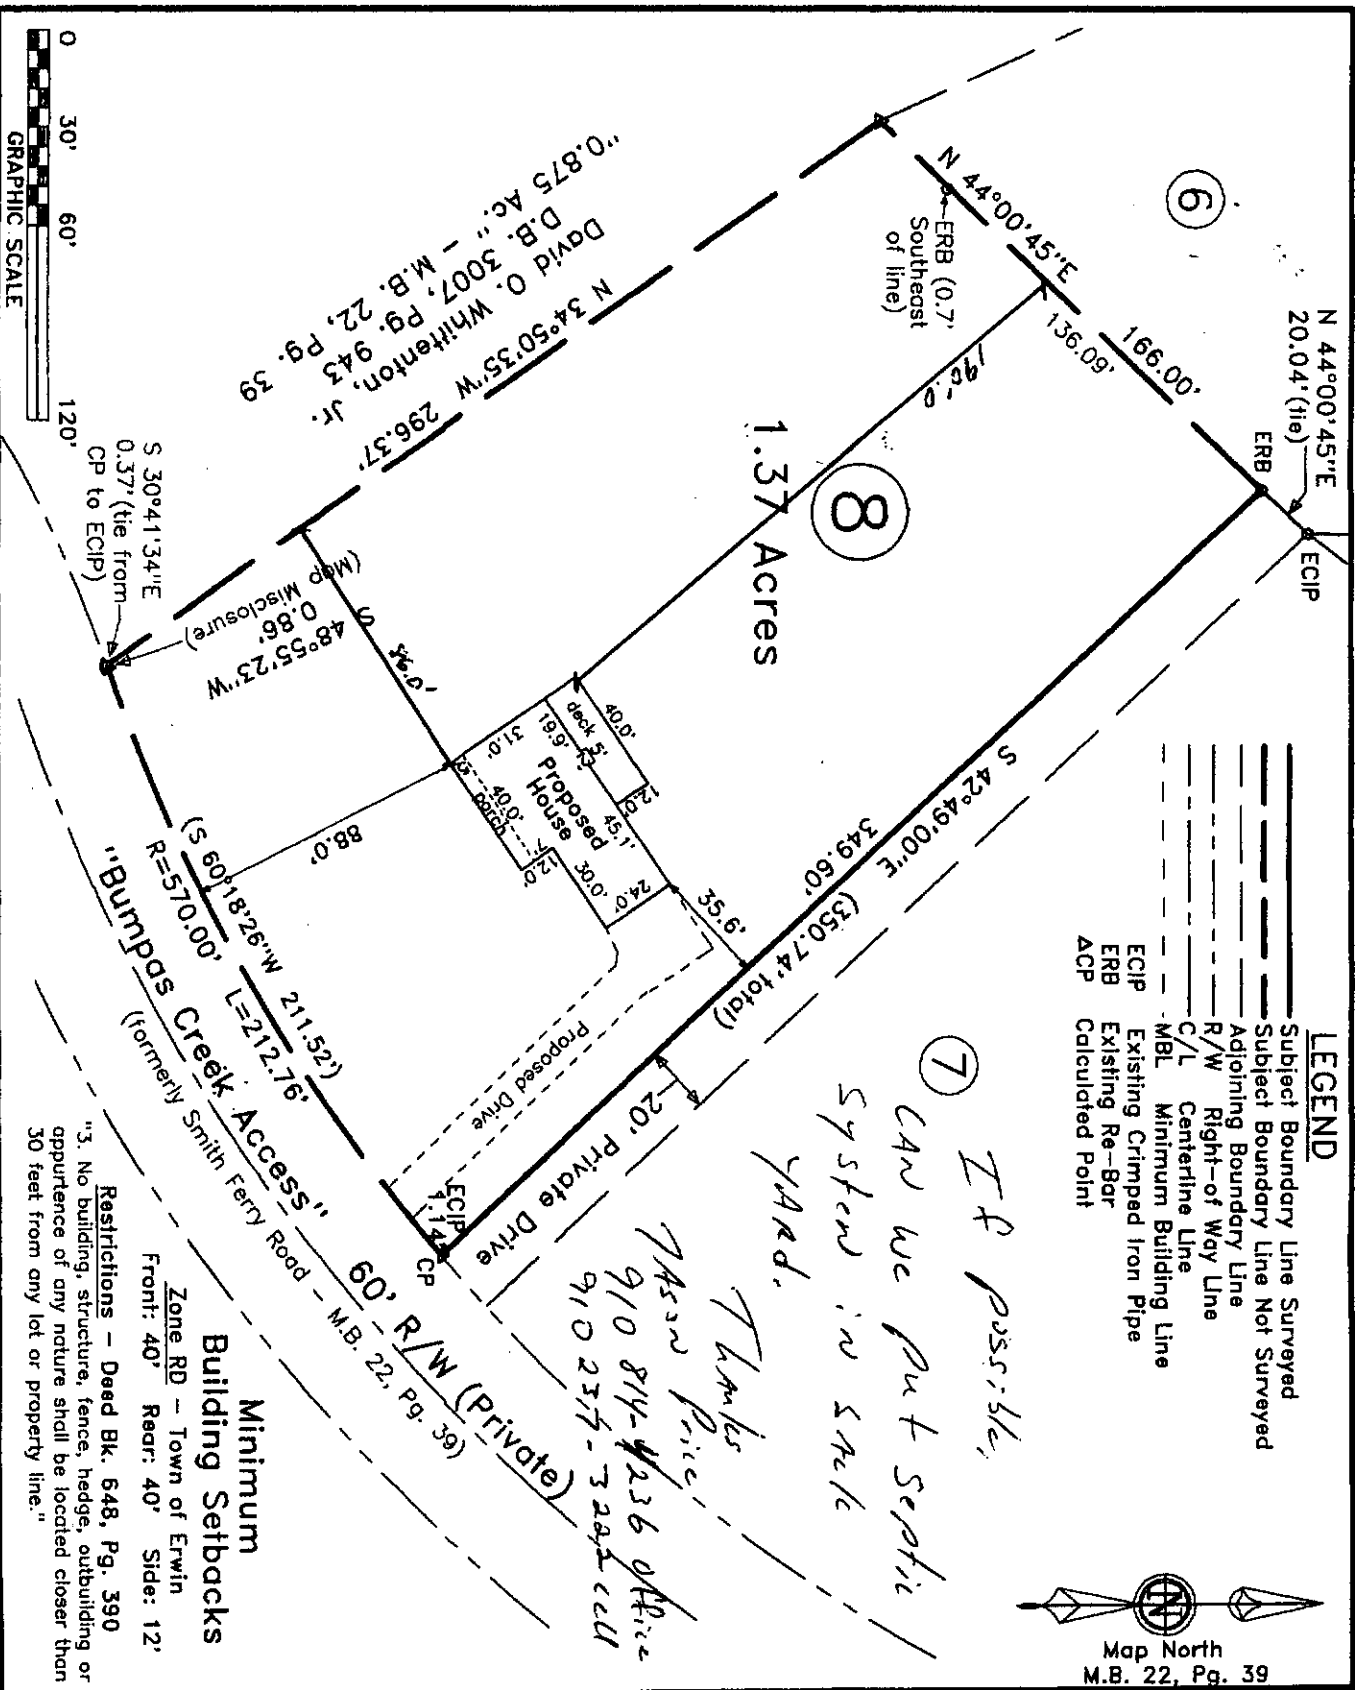 LEGEND
Subject Boundary Line Surveyed
Subject Boundary Line Not Surveyed
Adjoining Boundary Line
R/W Right-of Way Line
C/L Centerline Line
MBL Minimum Building Line
ECIP Existing Crimped Iron Pipe
ERB Existing Re-Bar
ΔCP Calculated Point
Map North
M.B. 22, Pg. 39
N
N 44°00'45"E
20.04' (tie)
ECIP
ERB
6
N 44°00'45"E
166.00'
136.09'
ERB (0.7'
Southeast
of line)
190.0
8
1.37 Acres
S 42°49'00"E
349.60'
(350.74' total)
N 34°50'35"W 296.37'
David O. Whittenton, Jr.
D.B. 3007, Pg. 943
"0.875 Ac." - M.B. 22, Pg. 39
S 30°41'34"E
0.37' (tie from
CP to ECIP)
S 48°55'23"W
0.86'
(Map Misclosure)
40.0'
deck
5'
19.9'
12.0'
45.1'
31.0'
Proposed
House
40.0'
porch
12.0'
30.0'
24.0'
35.6'
88.0'
Proposed Drive
20' Private Drive
ECIP
1.14'
CP
(S 60°18'26"W 211.52')
R=570.00' L=212.76'
"Bumpas Creek Access" 60' R/W (Private)
(formerly Smith Ferry Road - M.B. 22, Pg. 39)
7
If possible,
CAN we put septic
system in back
YARD.
Thanks
JASON Price
910 814-4236 office
910 237-3222 cell
Minimum
Building Setbacks
Zone RD - Town of Erwin
Front: 40' Rear: 40' Side: 12'
Restrictions - Deed Bk. 648, Pg. 390
"3. No building, structure, fence, hedge, outbuilding or
appurtence of any nature shall be located closer than
30 feet from any lot or property line."
0 30' 60' 120'
GRAPHIC SCALE